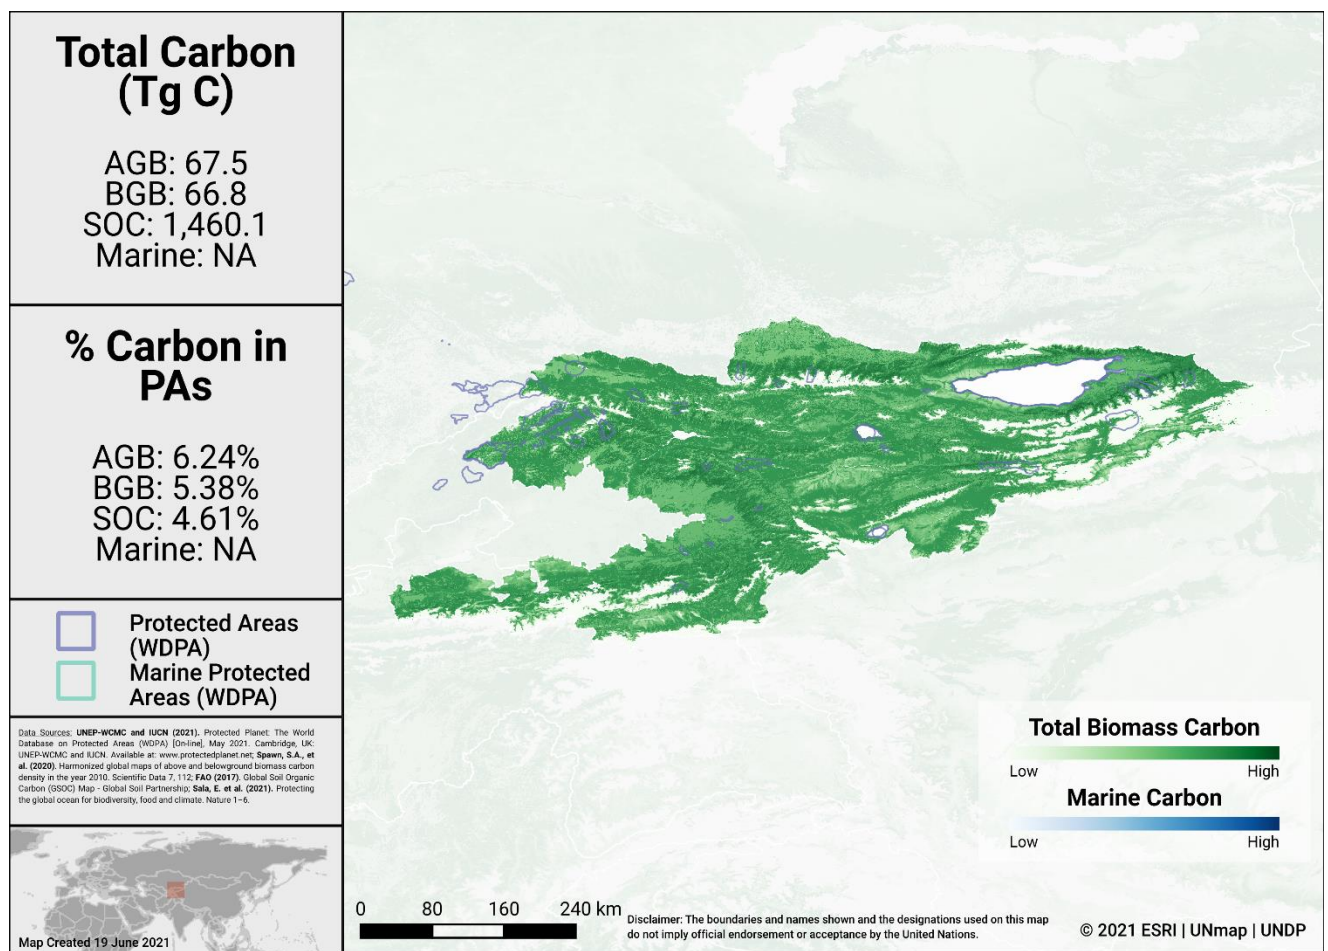 Total Carbon
(Tg C)
AGB: 67.5
BGB: 66.8
SOC: 1,460.1
Marine: NA
% Carbon in
PAs
AGB: 6.24%
BGB: 5.38%
SOC: 4.61%
Marine: NA
Protected Areas
(WDPA)
Marine Protected
Areas (WDPA)
Data Sources: UNEP-WCMC and IUCN (2021). Protected Planet: The World
Database on Protected Areas (WDPA) [On-line], May 2021. Cambridge, UK:
UNEP-WCMC and IUCN. Available at: www.protectedplanet.net; Spawn, S.A., et
al. (2020). Harmonized global maps of above and belowground biomass carbon
density in the year 2010. Scientific Data 7, 112; FAO (2017). Global Soil Organic
Carbon (GSOC) Map - Global Soil Partnership; Sala, E. et al. (2021). Protecting
the global ocean for biodiversity, food and climate. Nature 1–6.
Map Created 19 June 2021
0 80 160 240 km
Disclaimer: The boundaries and names shown and the designations used on this map
do not imply official endorsement or acceptance by the United Nations.
Total Biomass Carbon
Low High
Marine Carbon
Low High
© 2021 ESRI | UNmap | UNDP